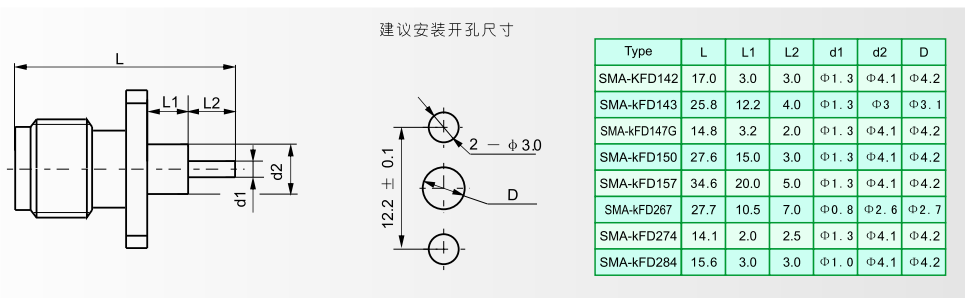 建议安装开孔尺寸
L
L1 L2
d1
d2
2 － Φ3.0
12.2 ± 0.1
D
Type L L1 L2 d1 d2 D
SMA-KFD142 17.0 3.0 3.0 Φ1.3 Φ4.1 Φ4.2
SMA-kFD143 25.8 12.2 4.0 Φ1.3 Φ3 Φ3.1
SMA-kFD147G 14.8 3.2 2.0 Φ1.3 Φ4.1 Φ4.2
SMA-kFD150 27.6 15.0 3.0 Φ1.3 Φ4.1 Φ4.2
SMA-kFD157 34.6 20.0 5.0 Φ1.3 Φ4.1 Φ4.2
SMA-kFD267 27.7 10.5 7.0 Φ0.8 Φ2.6 Φ2.7
SMA-kFD274 14.1 2.0 2.5 Φ1.3 Φ4.1 Φ4.2
SMA-kFD284 15.6 3.0 3.0 Φ1.0 Φ4.1 Φ4.2